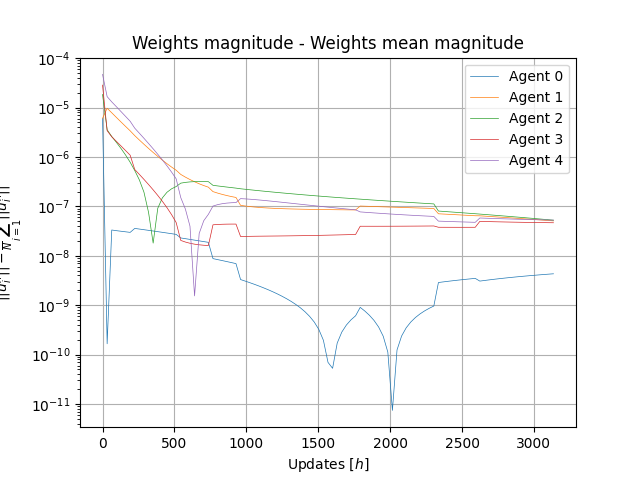 Weights magnitude - Weights mean magnitude
10⁻⁴
10⁻⁵
10⁻⁶
10⁻⁷
10⁻⁸
10⁻⁹
10⁻¹⁰
10⁻¹¹
Agent 0
Agent 1
Agent 2
Agent 3
Agent 4
0 500 1000 1500 2000 2500 3000
Updates [h]